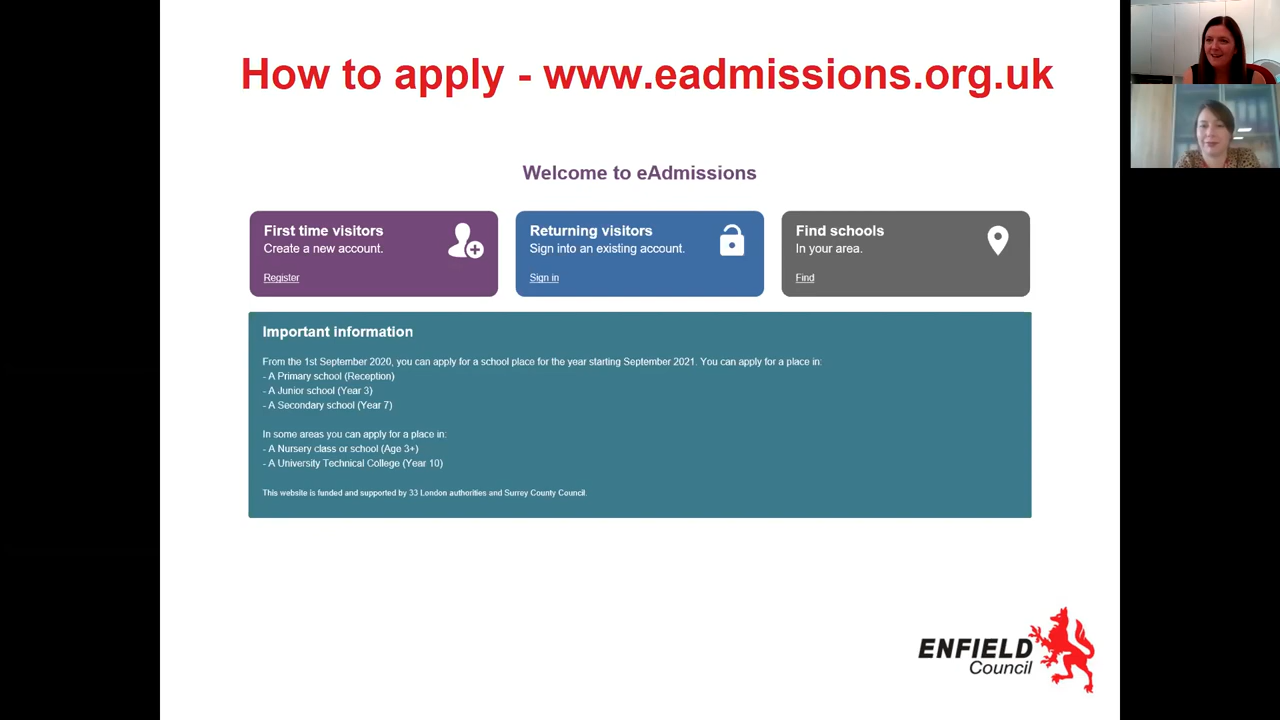 How to apply - www.eadmissions.org.uk
Welcome to eAdmissions
First time visitors
Create a new account.
Register
Returning visitors
Sign into an existing account.
Sign in
Find schools
In your area.
Find
Important information
From the 1st September 2020, you can apply for a school place for the year starting September 2021. You can apply for a place in:
- A Primary school (Reception)
- A Junior school (Year 3)
- A Secondary school (Year 7)
In some areas you can apply for a place in:
- A Nursery class or school (Age 3+)
- A University Technical College (Year 10)
This website is funded and supported by 33 London authorities and Surrey County Council.
ENFIELD
Council